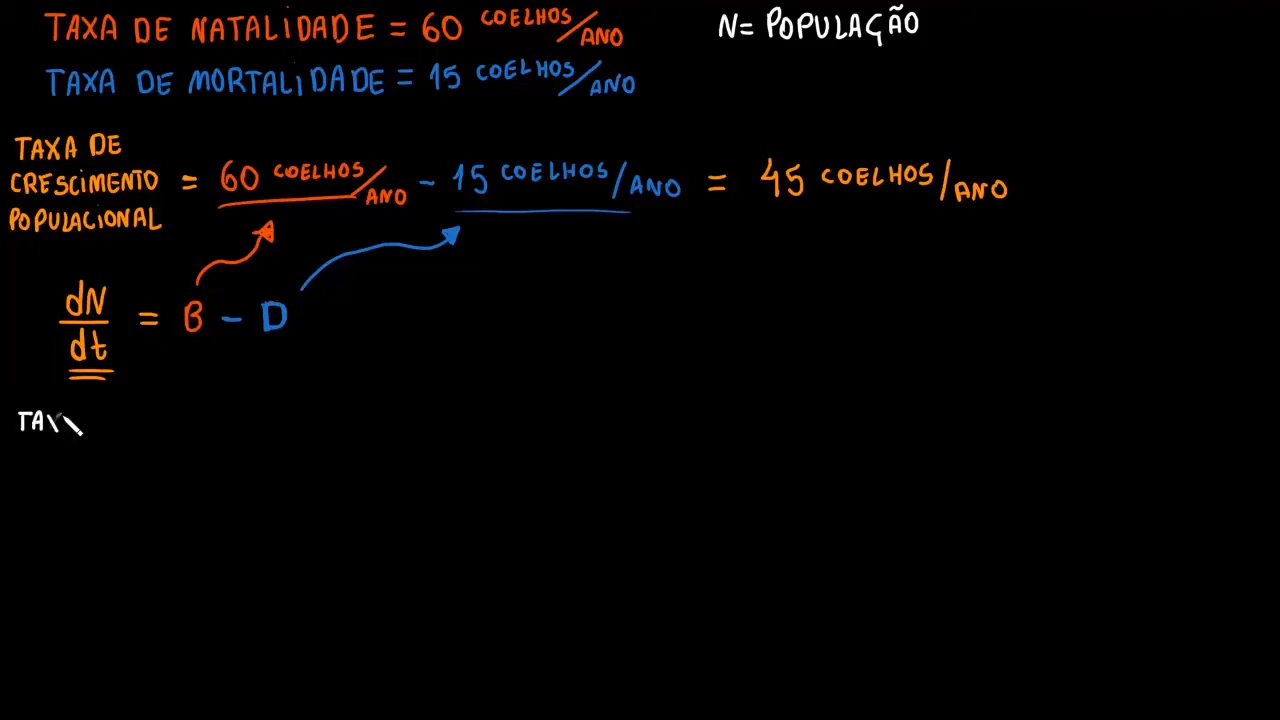 TAXA DE NATALIDADE = 60 COELHOS/ANO
N= POPULAÇÃO
TAXA DE MORTALIDADE = 15 COELHOS/ANO
TAXA DE CRESCIMENTO POPULACIONAL = 60 COELHOS/ANO - 15 COELHOS/ANO = 45 COELHOS/ANO
dN/dt = B - D
TAX